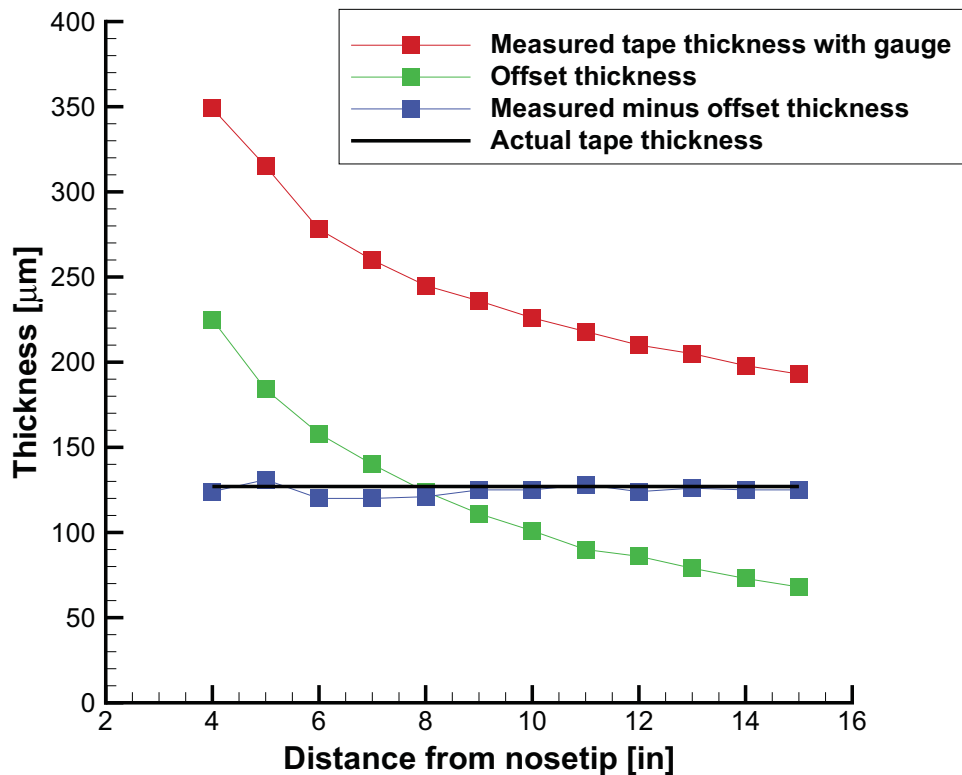 400
350
300
250
200
150
100
50
0
Thickness [μm]
Measured tape thickness with gauge
Offset thickness
Measured minus offset thickness
Actual tape thickness
2 4 6 8 10 12 14 16
Distance from nosetip [in]